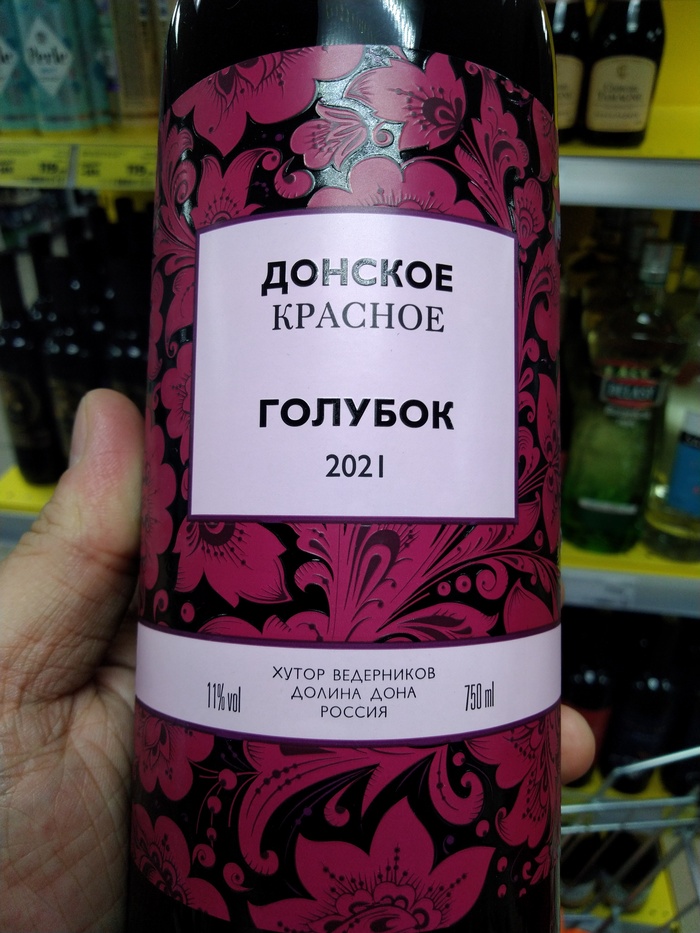 ДОНСКОЕ
КРАСНОЕ
ГОЛУБОК
2021
11% vol
ХУТОР ВЕДЕРНИКОВ
ДОЛИНА ДОНА
РОССИЯ
750 ml